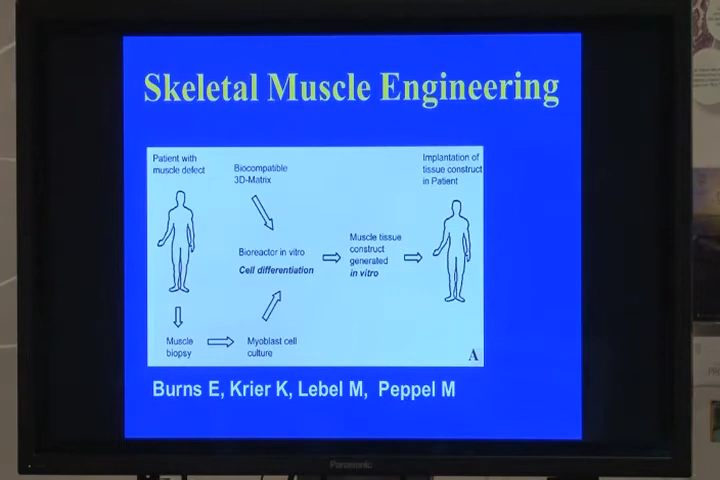 Skeletal Muscle Engineering
Patient with
muscle defect
Biocompatible
3D-Matrix
Implantation of
tissue construct
in Patient
Bioreactor in vitro
Cell differentiation
Muscle tissue
construct
generated
in vitro
Muscle
biopsy
Myoblast cell
culture
A
Burns E, Krier K, Lebel M, Peppel M
Panasonic